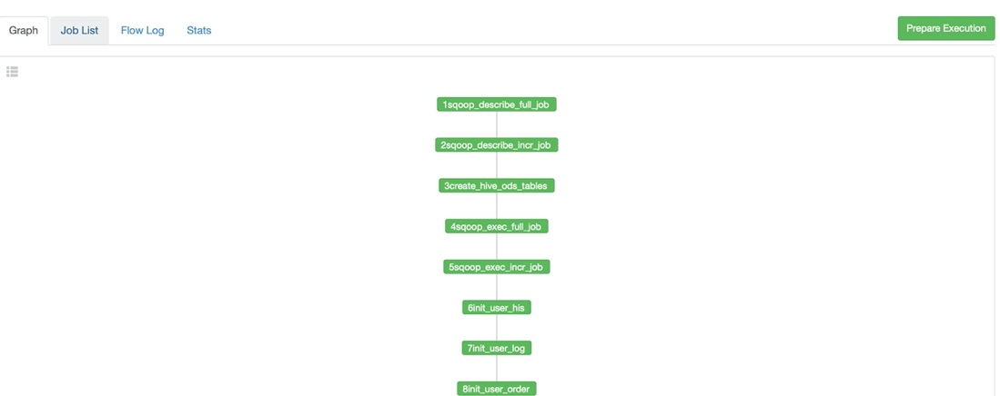 Graph Job List Flow Log Stats Prepare Execution
1sqoop_describe_full_job
2sqoop_describe_incr_job
3create_hive_ods_tables
4sqoop_exec_full_job
5sqoop_exec_incr_job
6init_user_his
7init_user_log
8init_user_order